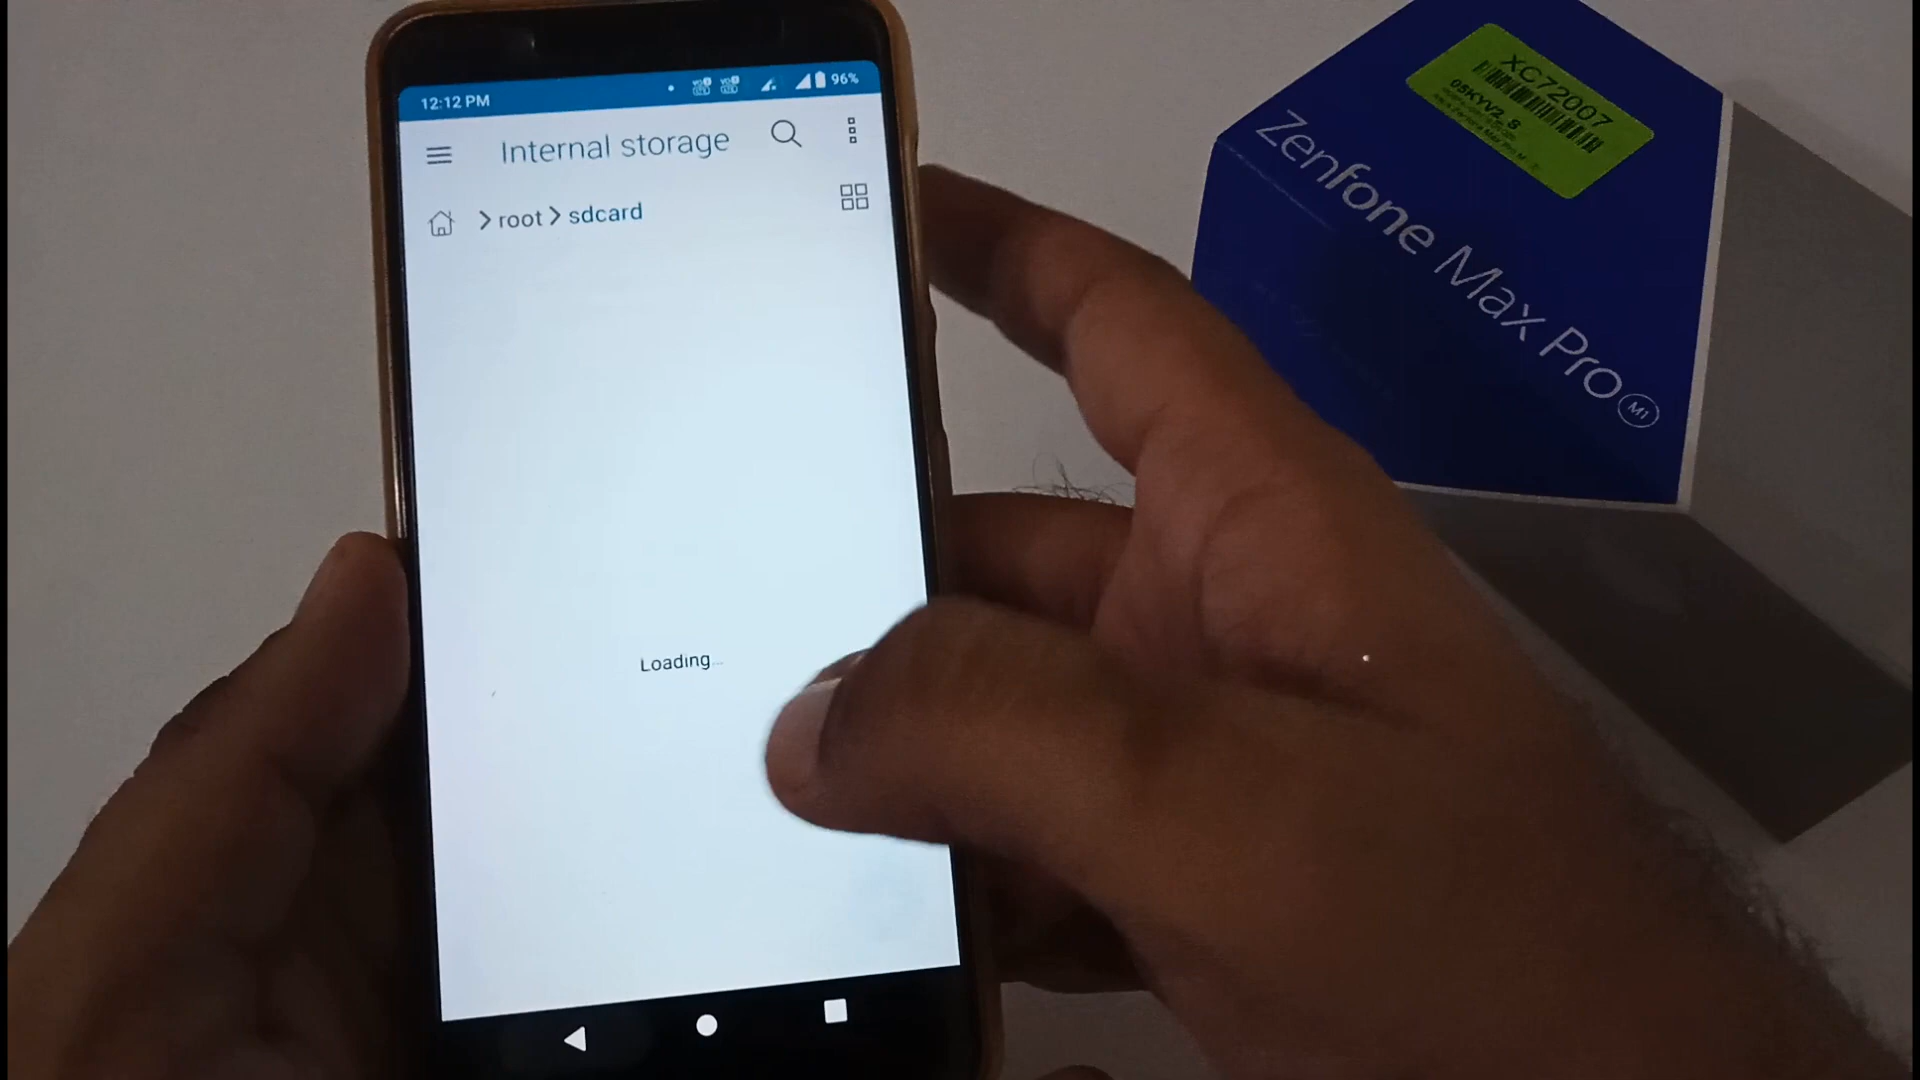 12:12 PM
96%
Internal storage
root
sdcard
Loading...
XC72007
Zenfone Max Pro
M1